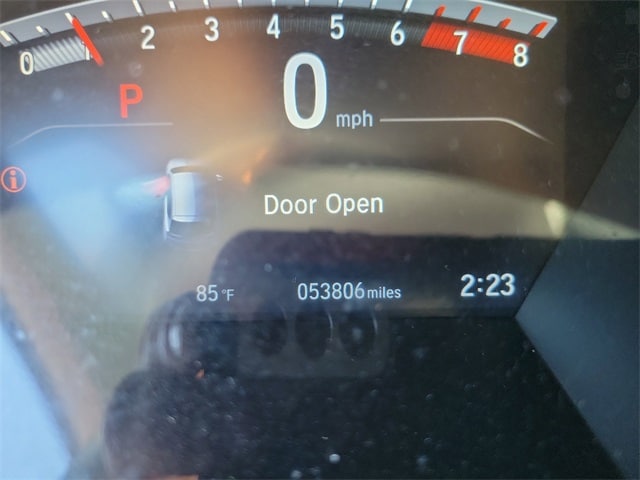 0 1 2 3 4 5 6 7 8
P 0 mph
i
Door Open
85 °F 053806 miles 2:23